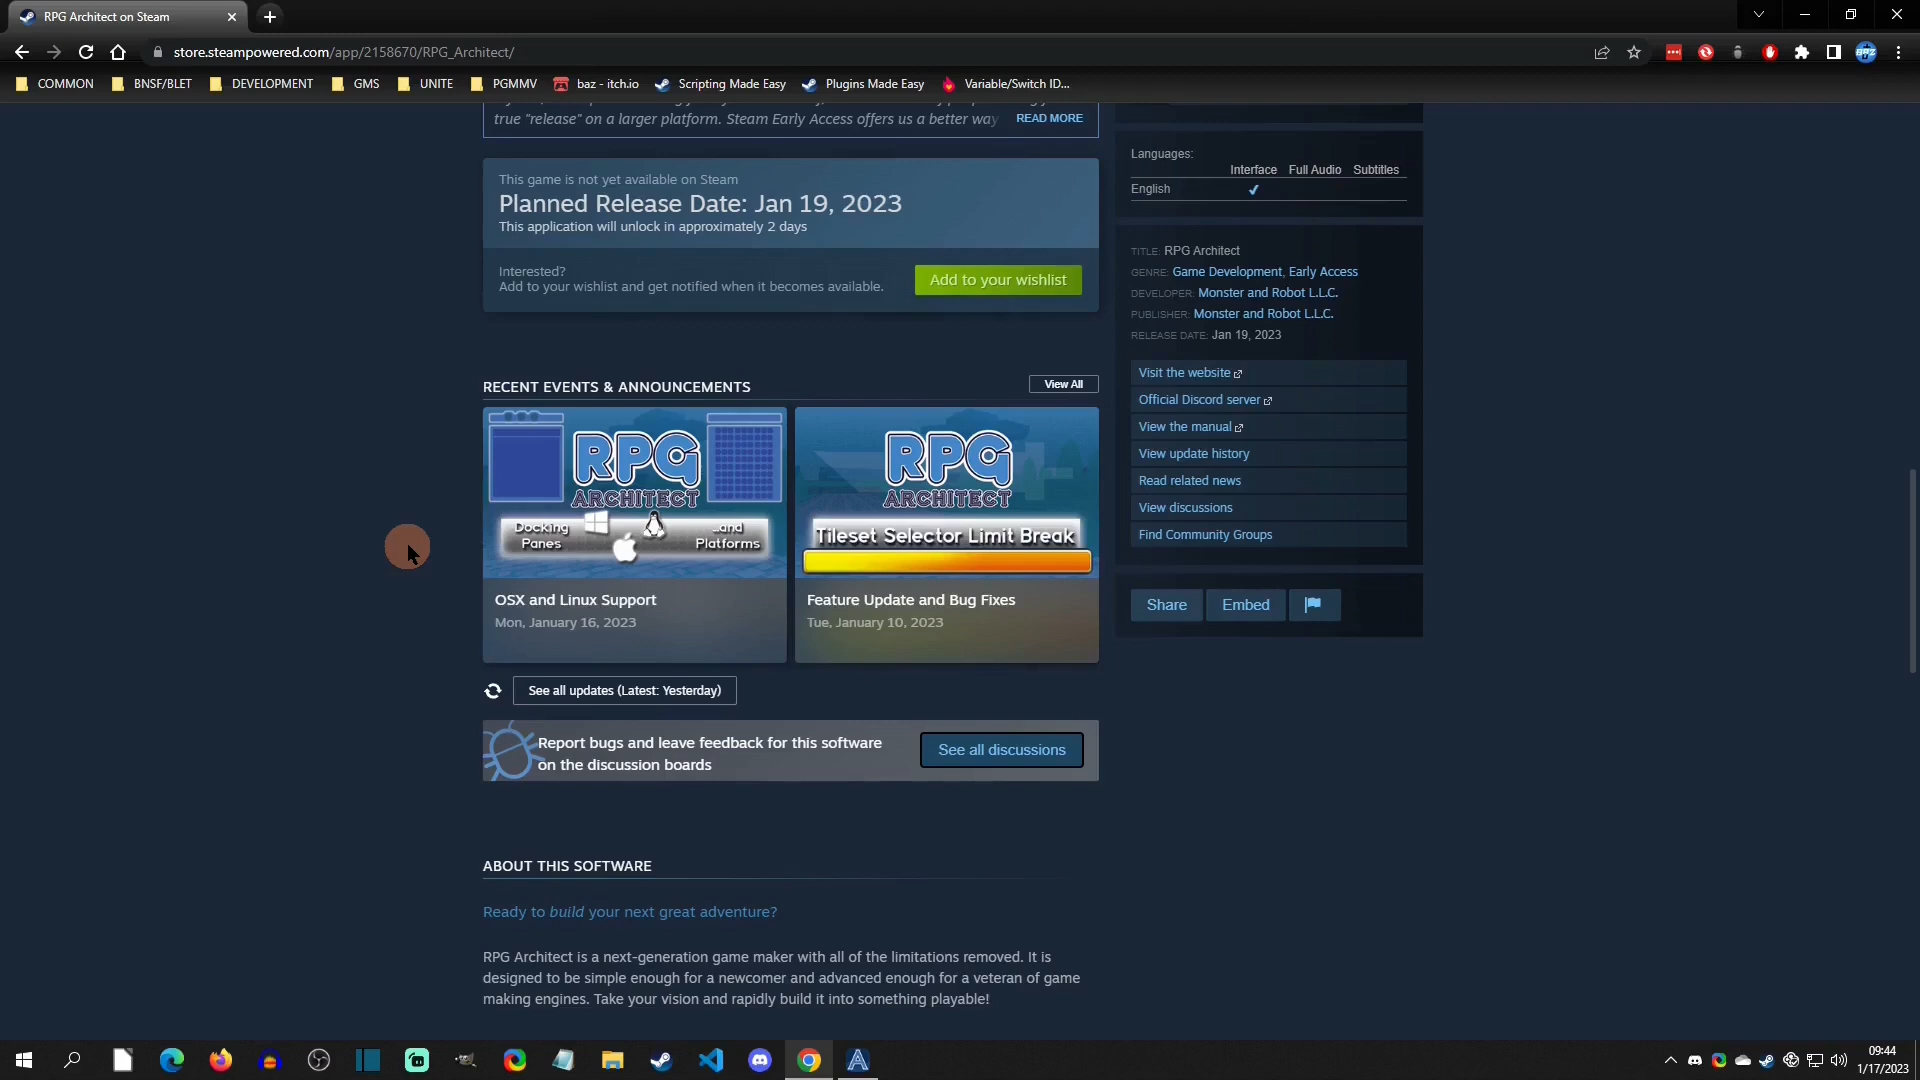 RPG Architect on Steam
store.steampowered.com/app/2158670/RPG_Architect/
COMMON BNSF/BLET DEVELOPMENT GMS UNITE PGMMV baz - itch.io Scripting Made Easy Plugins Made Easy Variable/Switch ID...
true "release" on a larger platform. Steam Early Access offers us a better way READ MORE
This game is not yet available on Steam
Planned Release Date: Jan 19, 2023
This application will unlock in approximately 2 days
Interested?
Add to your wishlist and get notified when it becomes available.
Add to your wishlist
RECENT EVENTS & ANNOUNCEMENTS
View All
RPG
ARCHITECT
Docking
Panes
...and
Platforms
OSX and Linux Support
Mon, January 16, 2023
RPG
ARCHITECT
Tileset Selector Limit Break
Feature Update and Bug Fixes
Tue, January 10, 2023
See all updates (Latest: Yesterday)
Report bugs and leave feedback for this software
on the discussion boards
See all discussions
ABOUT THIS SOFTWARE
Ready to build your next great adventure?
RPG Architect is a next-generation game maker with all of the limitations removed. It is
designed to be simple enough for a newcomer and advanced enough for a veteran of game
making engines. Take your vision and rapidly build it into something playable!
Languages:
Interface Full Audio Subtitles
English ✔
TITLE: RPG Architect
GENRE: Game Development, Early Access
DEVELOPER: Monster and Robot L.L.C.
PUBLISHER: Monster and Robot L.L.C.
RELEASE DATE: Jan 19, 2023
Visit the website
Official Discord server
View the manual
View update history
Read related news
View discussions
Find Community Groups
Share Embed
09:44
1/17/2023